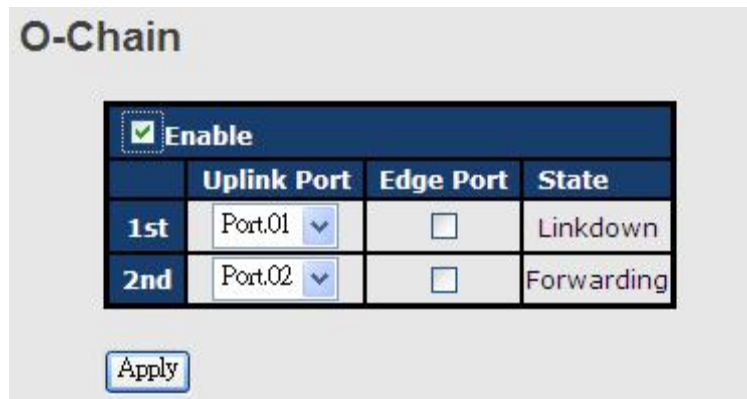 O-Chain
Enable
Uplink Port Edge Port State
1st Port.01 Linkdown
2nd Port.02 Forwarding
Apply